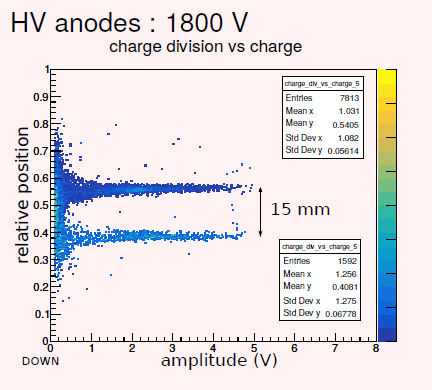 HV anodes : 1800 V
charge division vs charge
relative position
1
0.9
0.8
0.7
0.6
0.5
0.4
0.3
0.2
0.1
0
charge_div_vs_charge_5
Entries 7813
Mean x 1.031
Mean y 0.5405
Std Dev x 1.082
Std Dev y 0.05614
15 mm
charge_div_vs_charge_5
Entries 1592
Mean x 1.256
Mean y 0.4081
Std Dev x 1.275
Std Dev y 0.06778
1 2 3 4 5 6 7 8
DOWN amplitude (V)